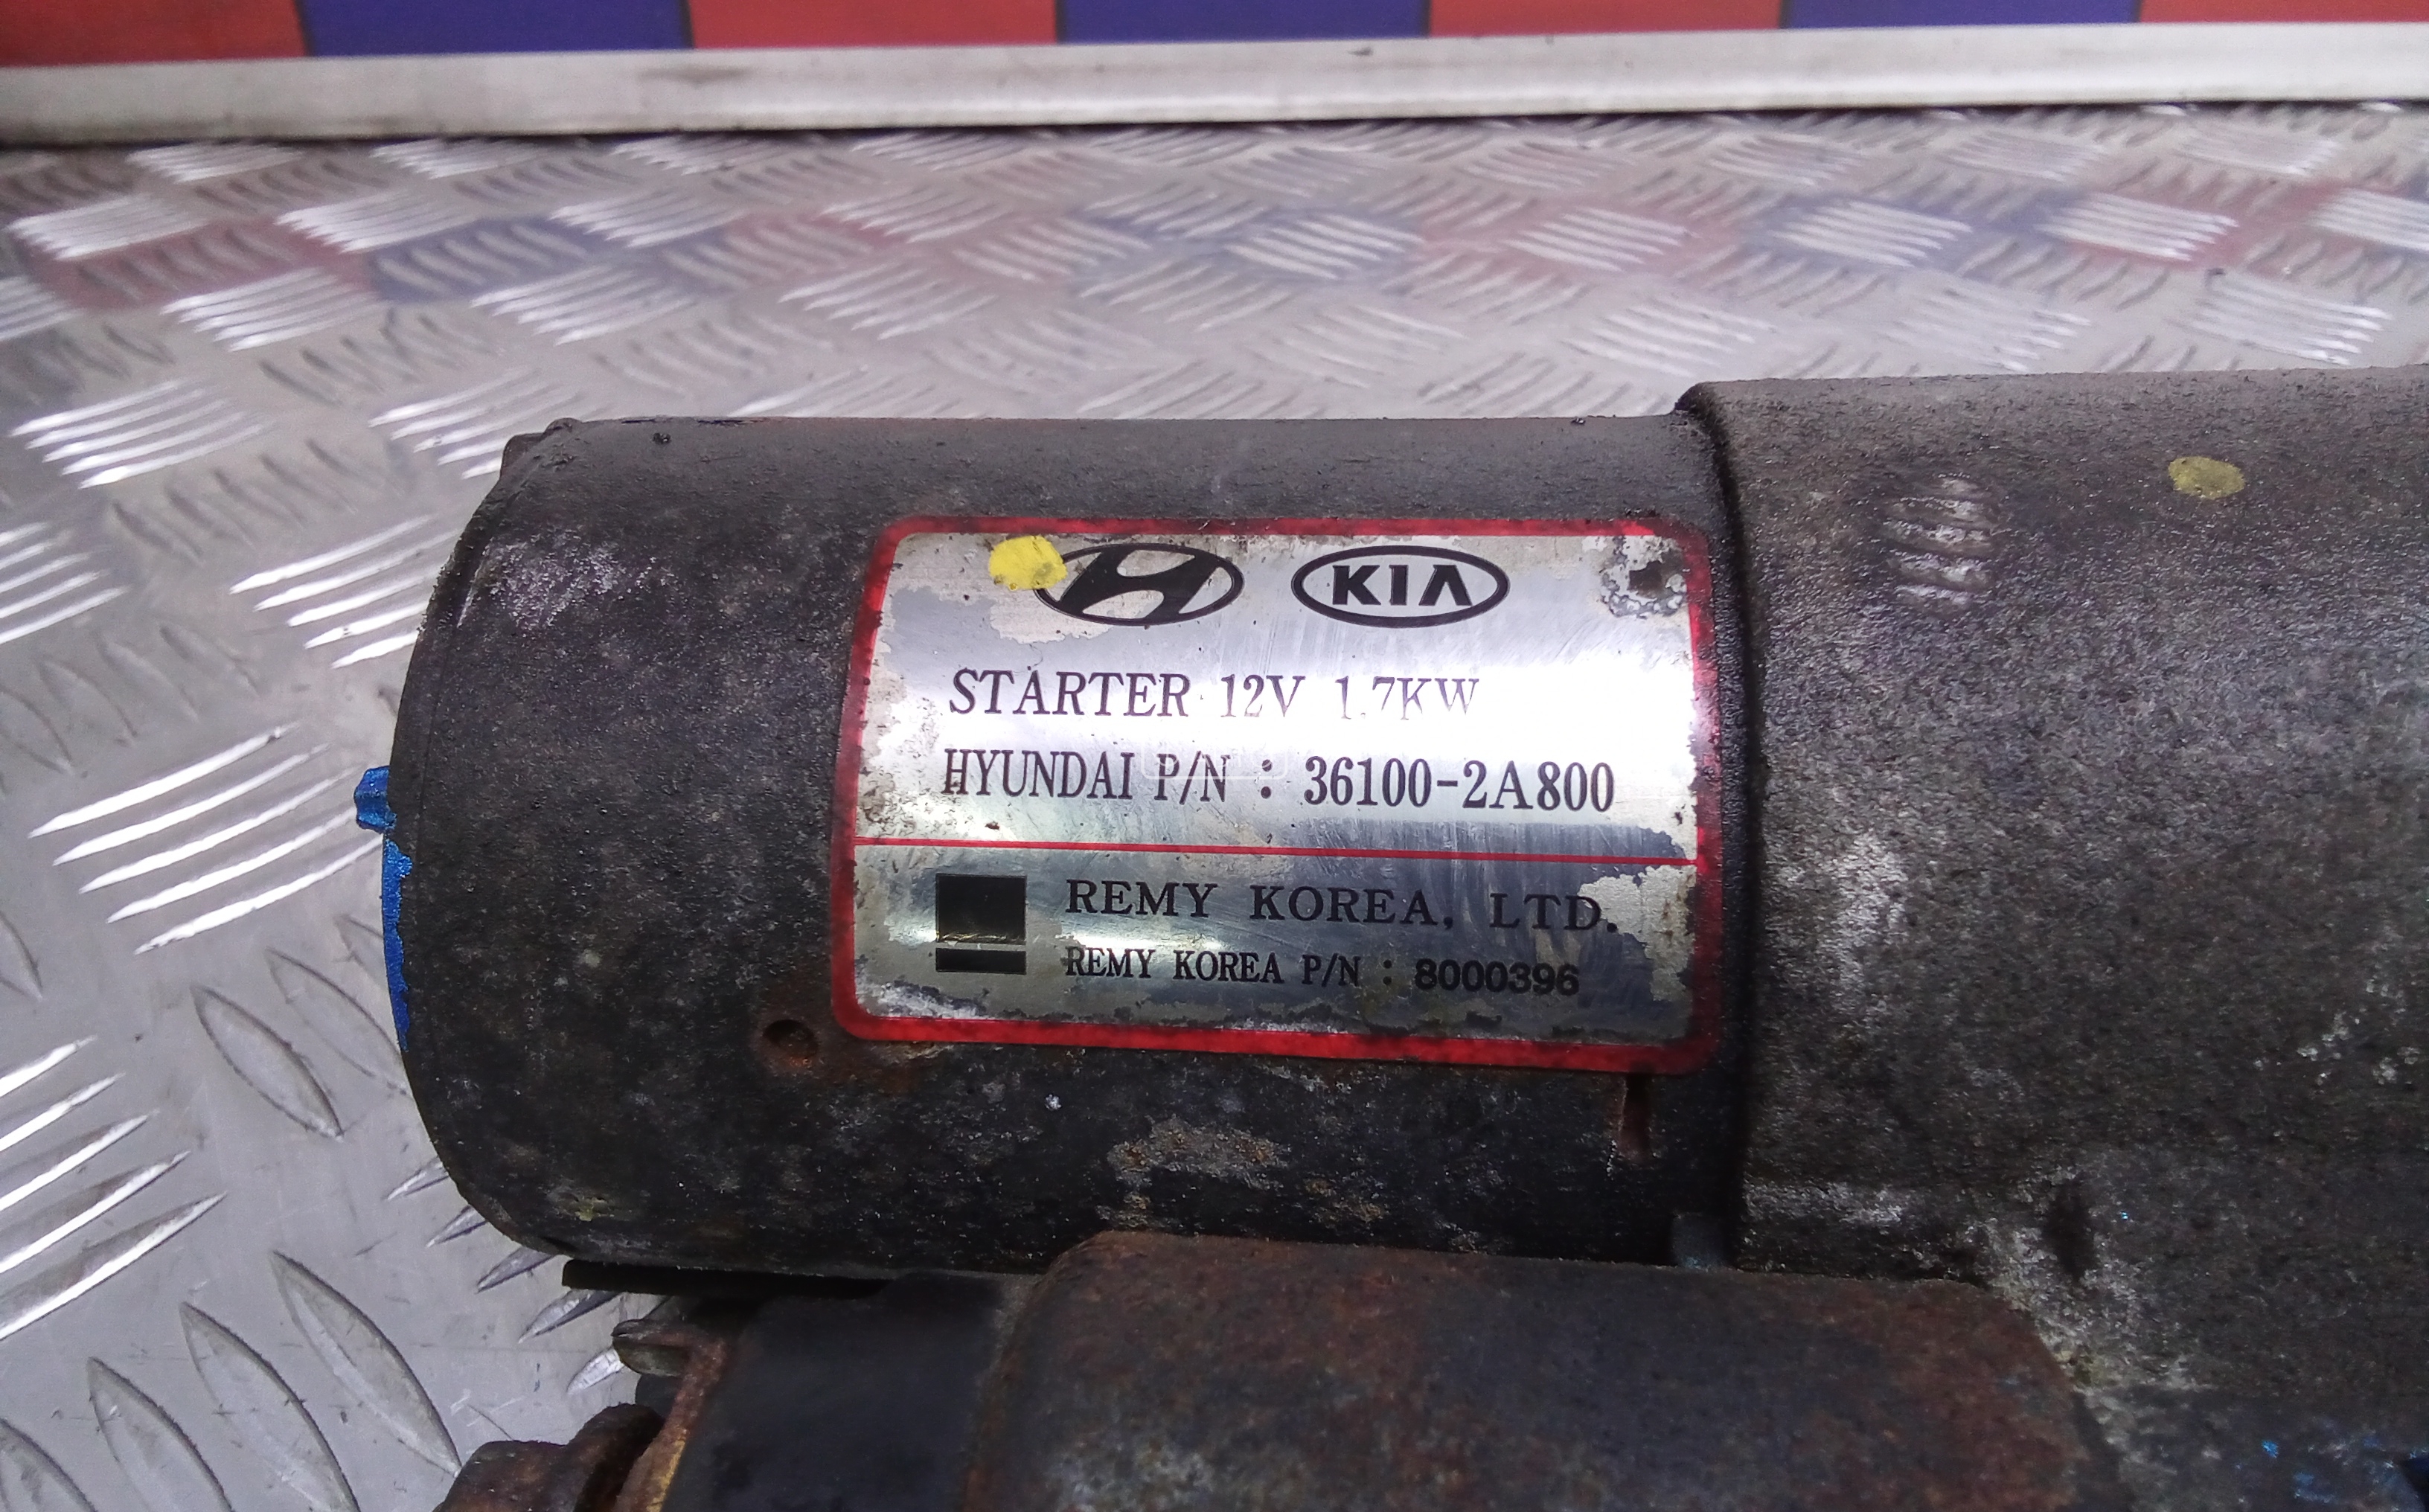 KIA
STARTER 12V 1.7KW
HYUNDAI P/N : 36100-2A800
REMY KOREA, LTD.
REMY KOREA P/N : 8000396